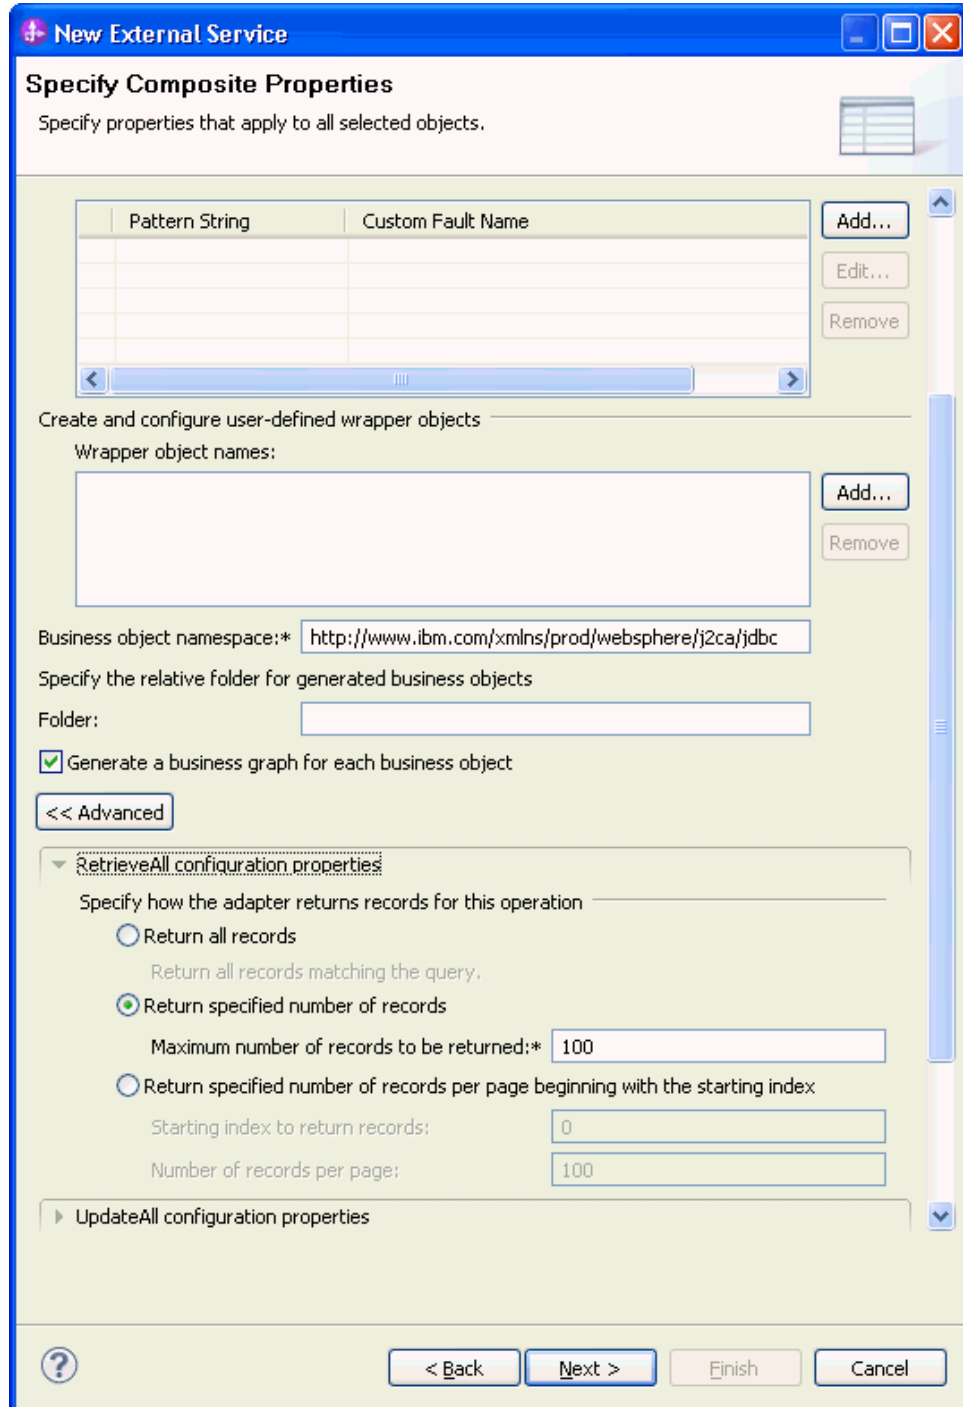 New External Service
Specify Composite Properties
Specify properties that apply to all selected objects.
Pattern String Custom Fault Name
Add...
Edit...
Remove
Create and configure user-defined wrapper objects
Wrapper object names:
Add...
Remove
Business object namespace:* http://www.ibm.com/xmlns/prod/websphere/j2ca/jdbc
Specify the relative folder for generated business objects
Folder:
Generate a business graph for each business object
<< Advanced
RetrieveAll configuration properties
Specify how the adapter returns records for this operation
Return all records
Return all records matching the query.
Return specified number of records
Maximum number of records to be returned:* 100
Return specified number of records per page beginning with the starting index
Starting index to return records: 0
Number of records per page: 100
UpdateAll configuration properties
? < Back Next > Finish Cancel